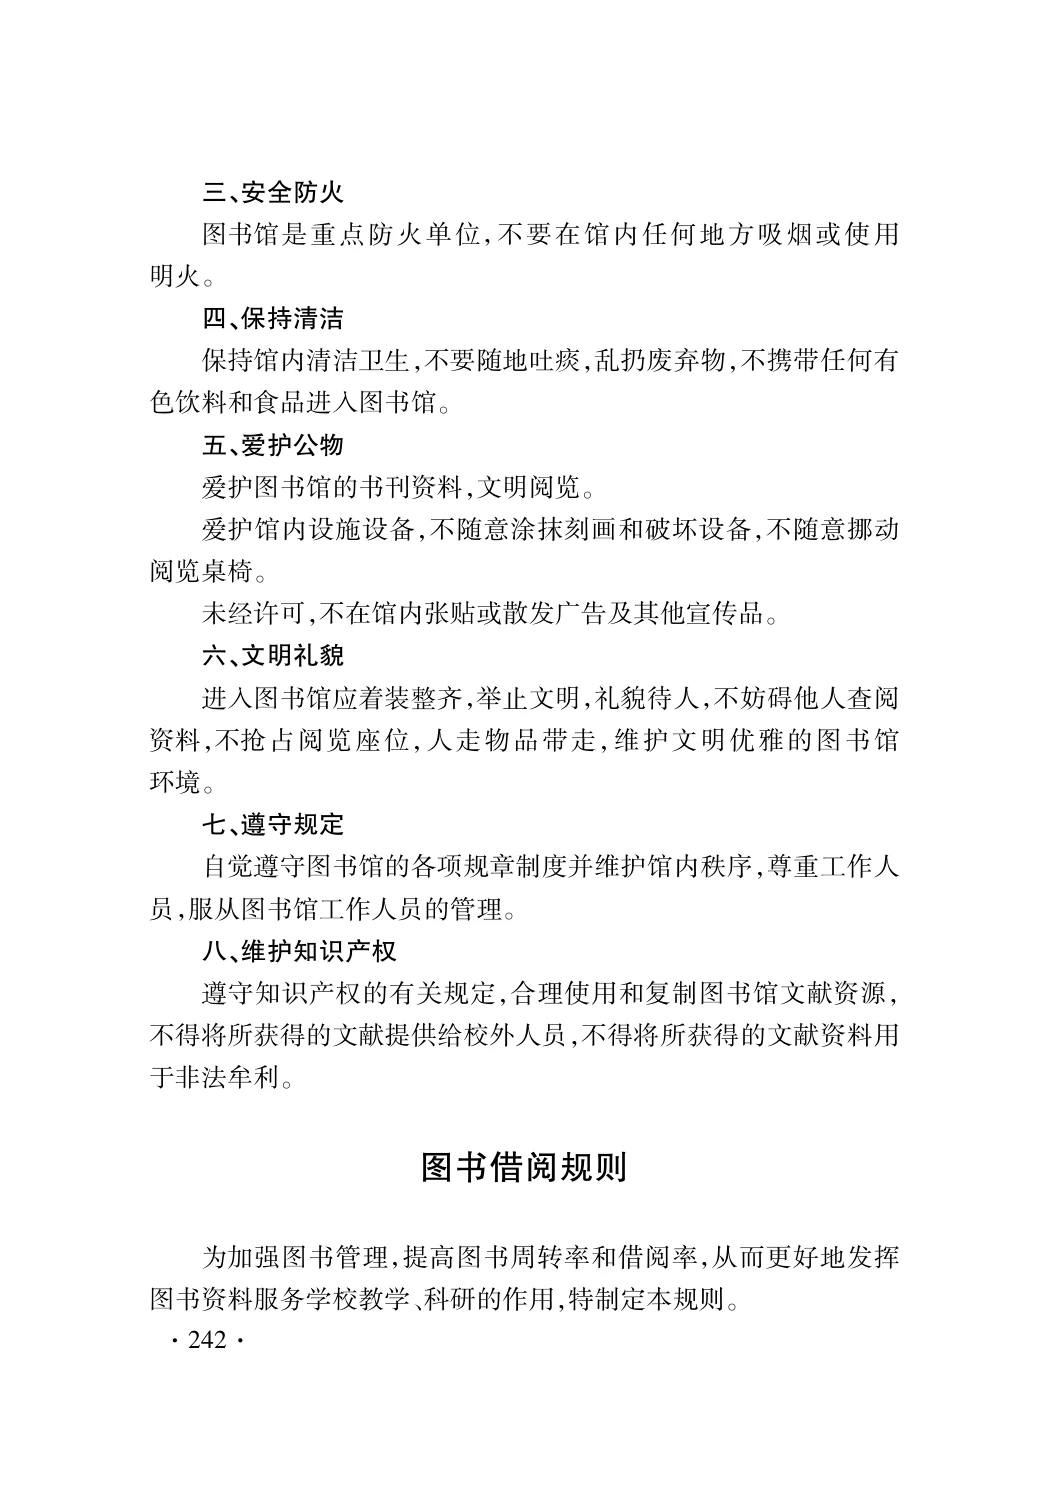 三、安全防火
图书馆是重点防火单位,不要在馆内任何地方吸烟或使用
明火。
四、保持清洁
保持馆内清洁卫生,不要随地吐痰,乱扔废弃物,不携带任何有
色饮料和食品进入图书馆。
五、爱护公物
爱护图书馆的书刊资料,文明阅览。
爱护馆内设施设备,不随意涂抹刻画和破坏设备,不随意挪动
阅览桌椅。
未经许可,不在馆内张贴或散发广告及其他宣传品。
六、文明礼貌
进入图书馆应着装整齐,举止文明,礼貌待人,不妨碍他人查阅
资料,不抢占阅览座位,人走物品带走,维护文明优雅的图书馆
环境。
七、遵守规定
自觉遵守图书馆的各项规章制度并维护馆内秩序,尊重工作人
员,服从图书馆工作人员的管理。
八、维护知识产权
遵守知识产权的有关规定,合理使用和复制图书馆文献资源,
不得将所获得的文献提供给校外人员,不得将所获得的文献资料用
于非法牟利。
图书借阅规则
为加强图书管理,提高图书周转率和借阅率,从而更好地发挥
图书资料服务学校教学、科研的作用,特制定本规则。
·242·